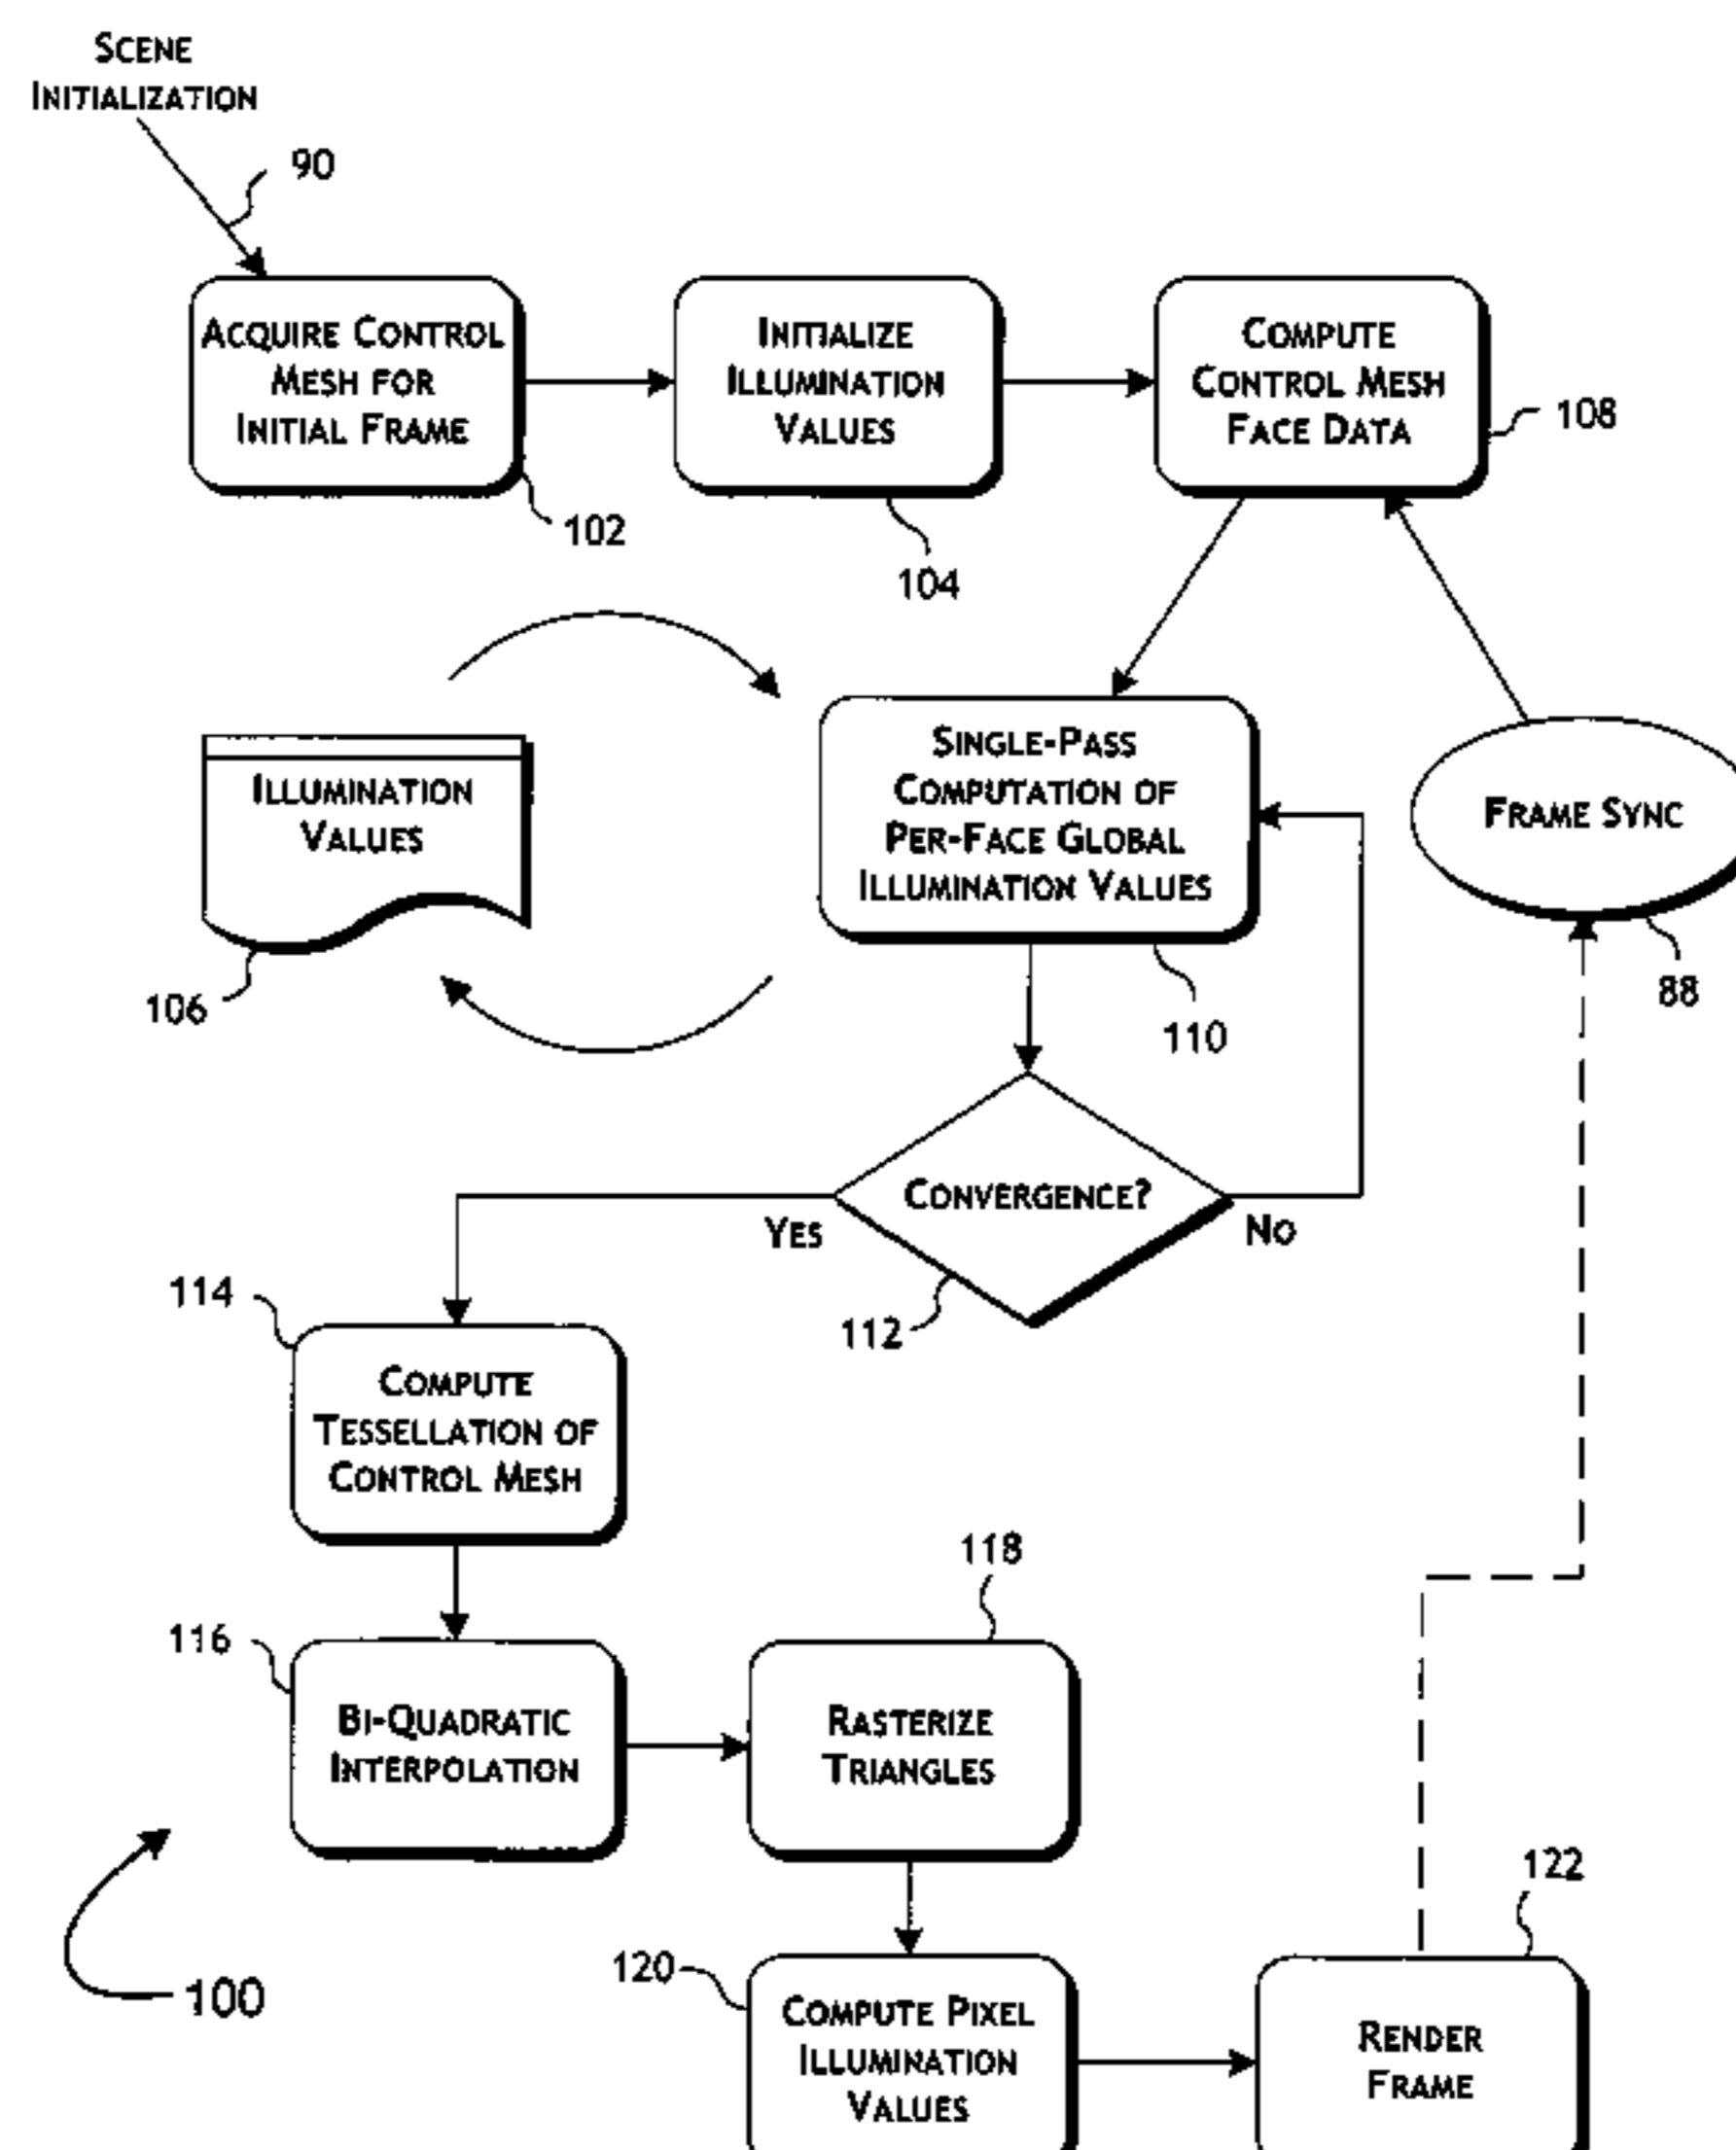 SCENE
INITIALIZATION
90
ACQUIRE CONTROL
MESH FOR
INITIAL FRAME
102
INITIALIZE
ILLUMINATION
VALUES
104
COMPUTE
CONTROL MESH
FACE DATA
108
ILLUMINATION
VALUES
106
SINGLE-PASS
COMPUTATION OF
PER-FACE GLOBAL
ILLUMINATION VALUES
110
FRAME SYNC
88
CONVERGENCE?
YES
NO
112
114
COMPUTE
TESSELLATION OF
CONTROL MESH
116
BI-QUADRATIC
INTERPOLATION
118
RASTERIZE
TRIANGLES
120
COMPUTE PIXEL
ILLUMINATION
VALUES
122
RENDER
FRAME
100